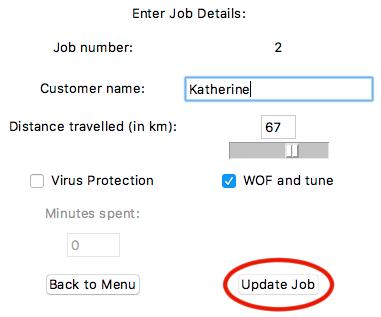 Enter Job Details:
Job number: 2
Customer name: Katherine
Distance travelled (in km): 67
Virus Protection WOF and tune
Minutes spent:
0
Back to Menu Update Job